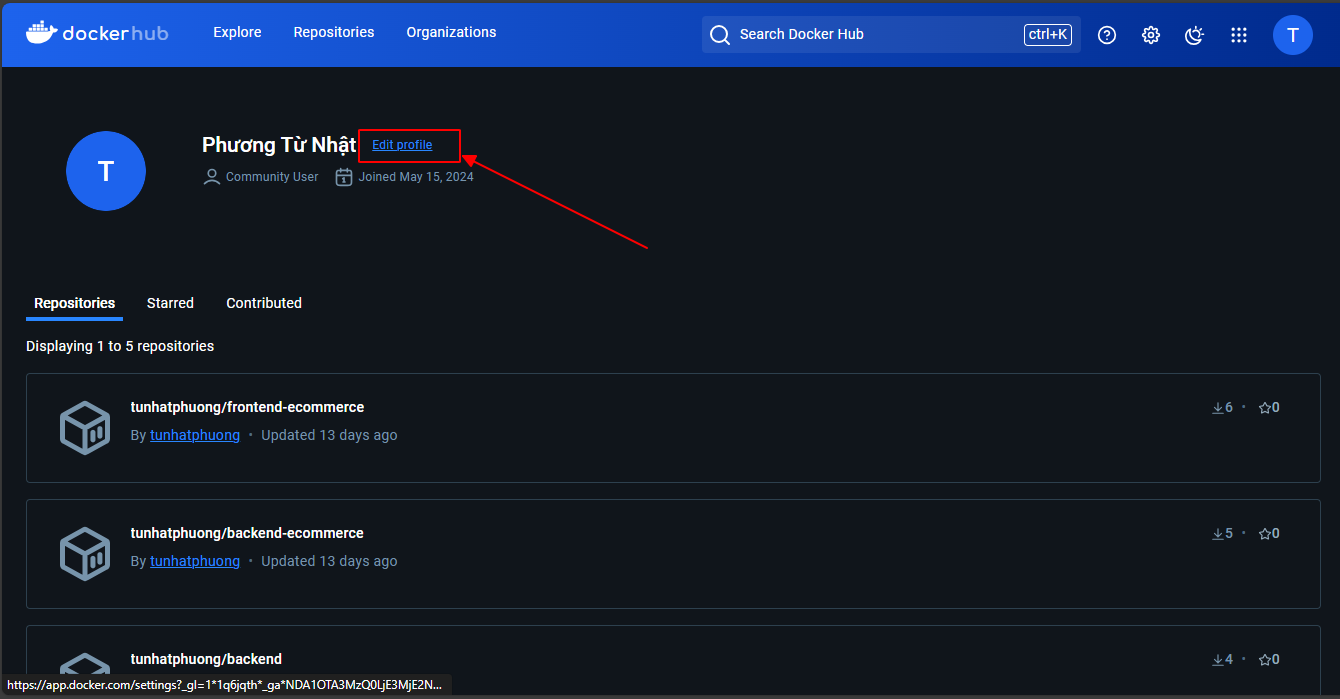 dockerhub Explore Repositories Organizations Search Docker Hub ctrl+K T
T
Phương Từ Nhật Edit profile
Community User Joined May 15, 2024
Repositories Starred Contributed
Displaying 1 to 5 repositories
tunhatphuong/frontend-ecommerce 6 · 0
By tunhatphuong · Updated 13 days ago
tunhatphuong/backend-ecommerce 5 · 0
By tunhatphuong · Updated 13 days ago
tunhatphuong/backend 4 · 0
https://app.docker.com/settings?_gl=1*1q6jqth*_ga*NDA1OTA3MzQ0LjE3MjE2N...